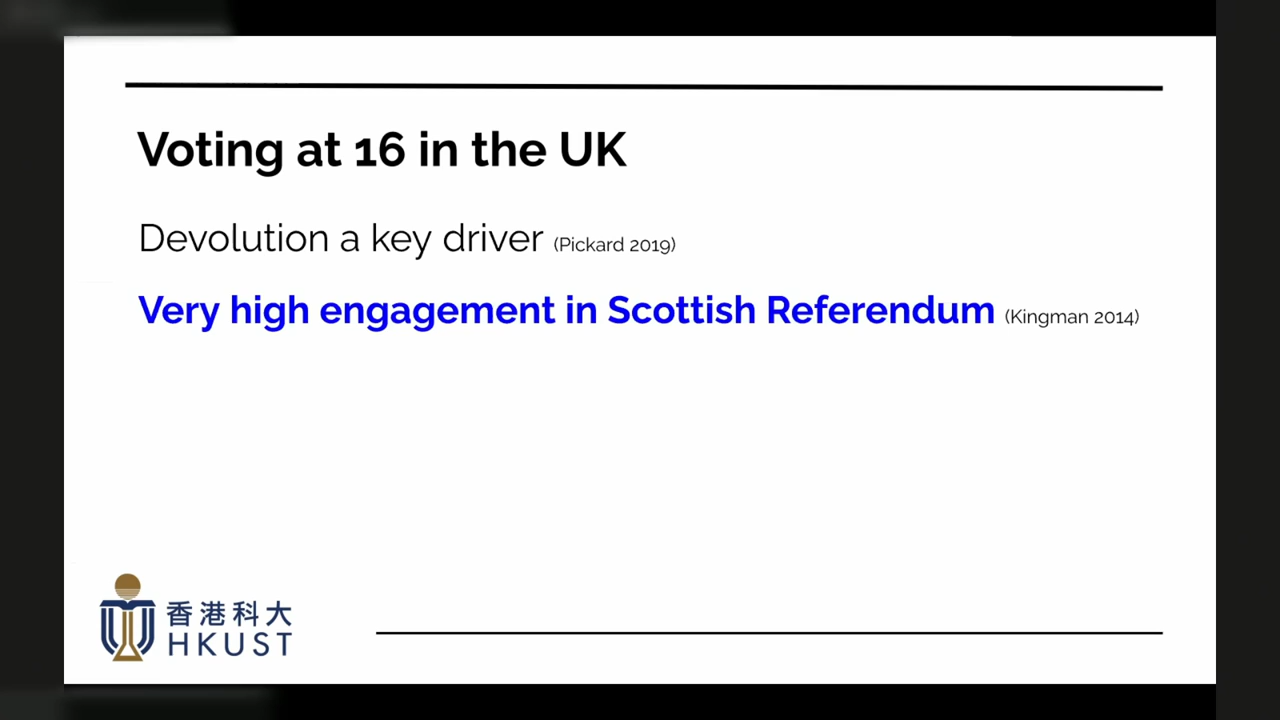 Voting at 16 in the UK
Devolution a key driver (Pickard 2019)
Very high engagement in Scottish Referendum (Kingman 2014)
香港科大
HKUST